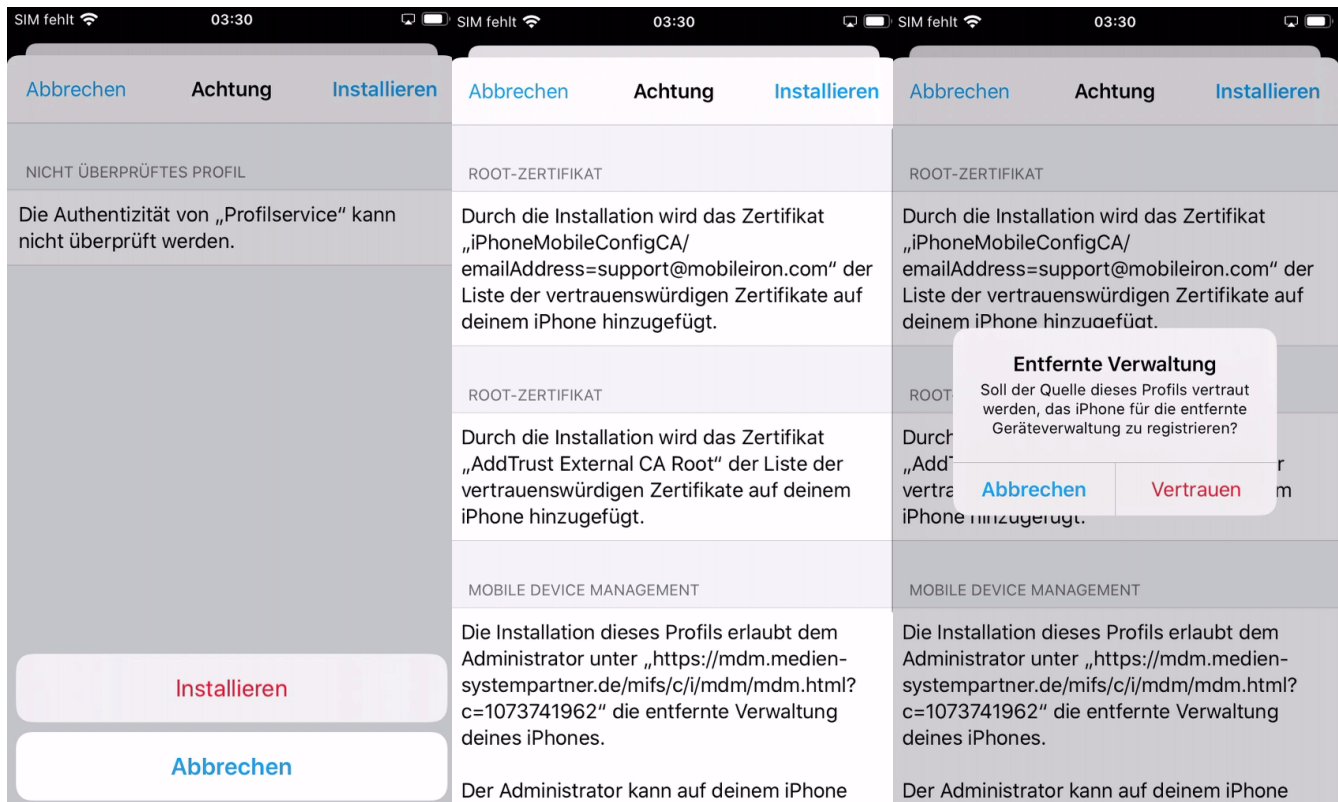 SIM fehlt
03:30
Abbrechen
Achtung
Installieren
NICHT ÜBERPRÜFTES PROFIL
Die Authentizität von „Profilservice“ kann
nicht überprüft werden.
Installieren
Abbrechen
SIM fehlt
03:30
Abbrechen
Achtung
Installieren
ROOT-ZERTIFIKAT
Durch die Installation wird das Zertifikat
„iPhoneMobileConfigCA/
emailAddress=support@mobileiron.com“ der
Liste der vertrauenswürdigen Zertifikate auf
deinem iPhone hinzugefügt.
ROOT-ZERTIFIKAT
Durch die Installation wird das Zertifikat
„AddTrust External CA Root“ der Liste der
vertrauenswürdigen Zertifikate auf deinem
iPhone hinzugefügt.
MOBILE DEVICE MANAGEMENT
Die Installation dieses Profils erlaubt dem
Administrator unter „https://mdm.medien-
systempartner.de/mifs/c/i/mdm/mdm.html?
c=1073741962“ die entfernte Verwaltung
deines iPhones.
Der Administrator kann auf deinem iPhone
SIM fehlt
03:30
Abbrechen
Achtung
Installieren
ROOT-ZERTIFIKAT
Durch die Installation wird das Zertifikat
„iPhoneMobileConfigCA/
emailAddress=support@mobileiron.com“ der
Liste der vertrauenswürdigen Zertifikate auf
deinem iPhone hinzugefügt.
Entfernte Verwaltung
Soll der Quelle dieses Profils vertraut
werden, das iPhone für die entfernte
Geräteverwaltung zu registrieren?
Abbrechen
Vertrauen
ROOT
Durch
„Add
vertra
iPhone hinzugefügt.
MOBILE DEVICE MANAGEMENT
Die Installation dieses Profils erlaubt dem
Administrator unter „https://mdm.medien-
systempartner.de/mifs/c/i/mdm/mdm.html?
c=1073741962“ die entfernte Verwaltung
deines iPhones.
Der Administrator kann auf deinem iPhone